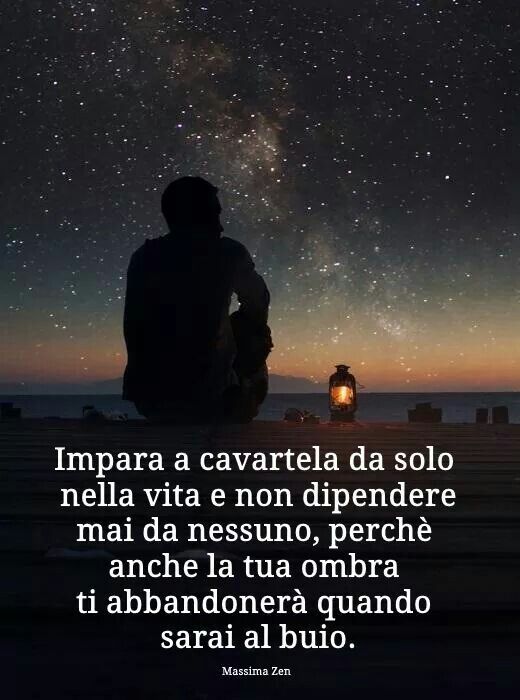 Impara a cavartela da solo
nella vita e non dipendere
mai da nessuno, perchè
anche la tua ombra
ti abbandonerà quando
sarai al buio.
Massima Zen